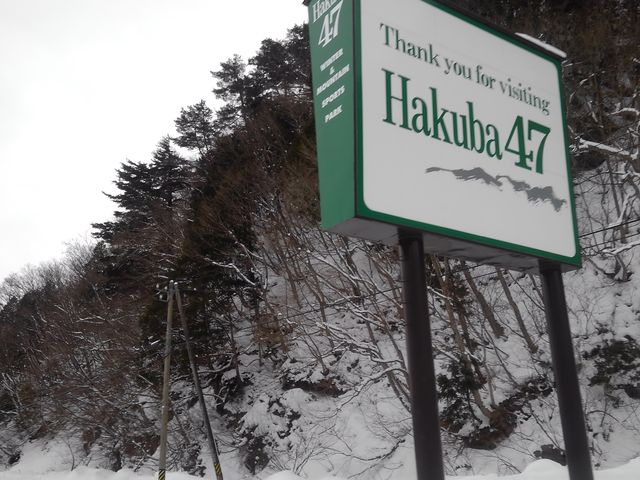 Hakuba
47
WINTER
&
MOUNTAIN
SPORTS
PARK
Thank you for visiting
Hakuba 47